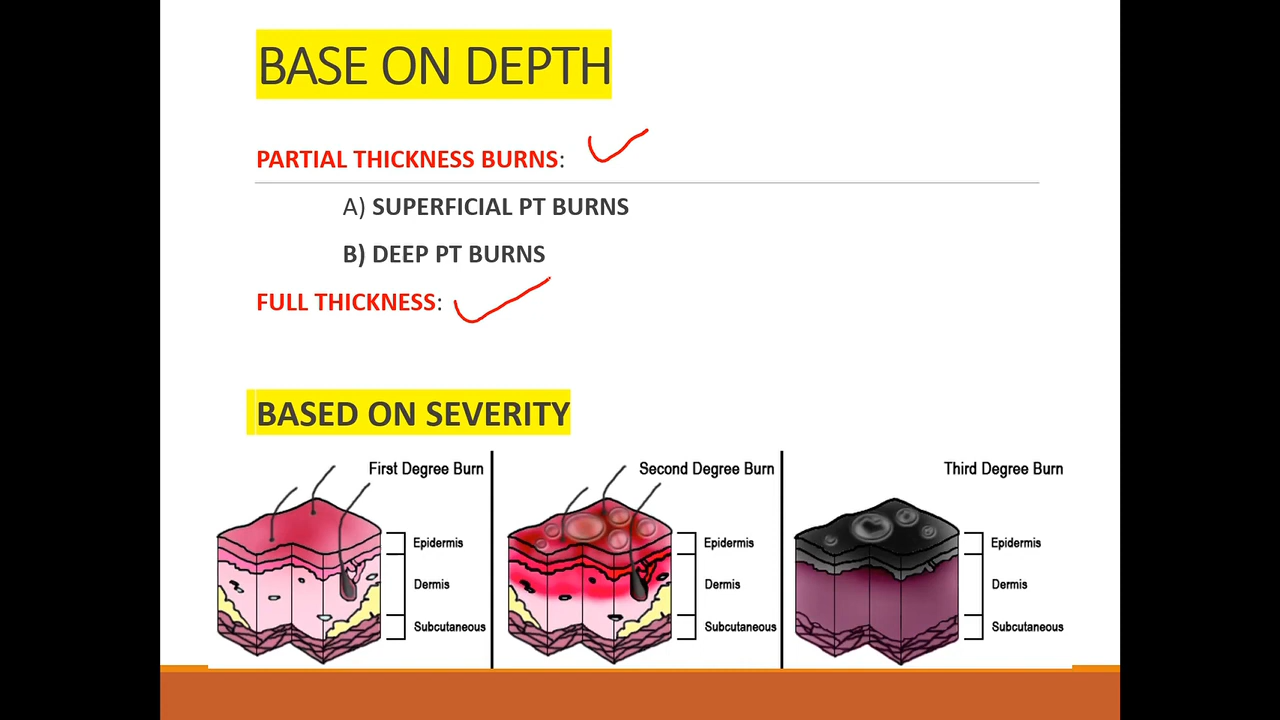 BASE ON DEPTH
PARTIAL THICKNESS BURNS:
A) SUPERFICIAL PT BURNS
B) DEEP PT BURNS
FULL THICKNESS:
BASED ON SEVERITY
First Degree Burn
Epidermis
Dermis
Subcutaneous
Second Degree Burn
Epidermis
Dermis
Subcutaneous
Third Degree Burn
Epidermis
Dermis
Subcutaneous